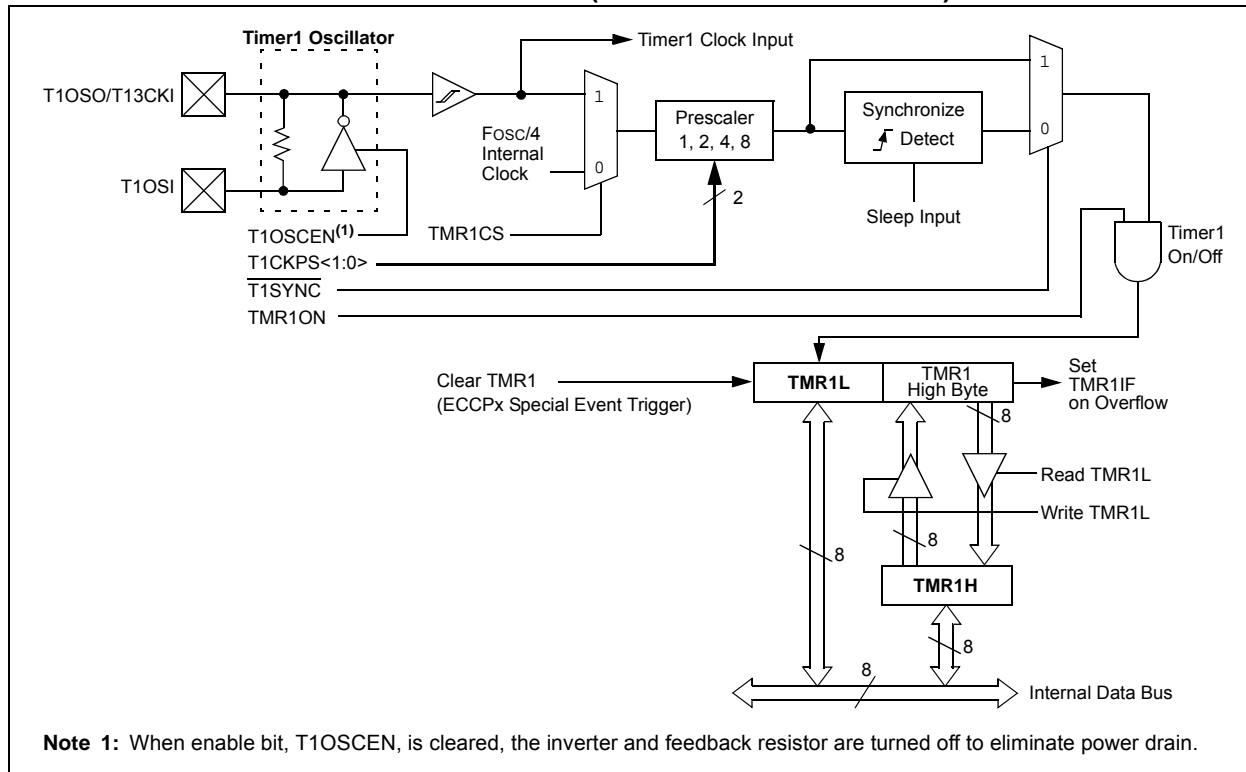 Timer1 Oscillator
Timer1 Clock Input
T1OSO/T13CKI
T1OSI
1
0
FOSC/4
Internal
Clock
Prescaler
1, 2, 4, 8
Synchronize
Detect
1
0
2
Sleep Input
T1OSCEN(1)
TMR1CS
T1CKPS<1:0>
T1SYNC
TMR1ON
Timer1
On/Off
Clear TMR1
(ECCPx Special Event Trigger)
TMR1L
TMR1
High Byte
Set
TMR1IF
on Overflow
8
Read TMR1L
Write TMR1L
8
8
TMR1H
8
8
Internal Data Bus
Note 1: When enable bit, T1OSCEN, is cleared, the inverter and feedback resistor are turned off to eliminate power drain.